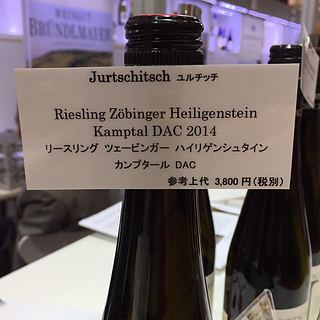 WEINGUT
BRÜNDLMAYER
Jurtschitsch ユルチッチ
Riesling Zöbinger Heiligenstein
Kamptal DAC 2014
リースリング ツェービンガー ハイリゲンシュタイン
カンプタール DAC
参考上代 3,800 円(税別)